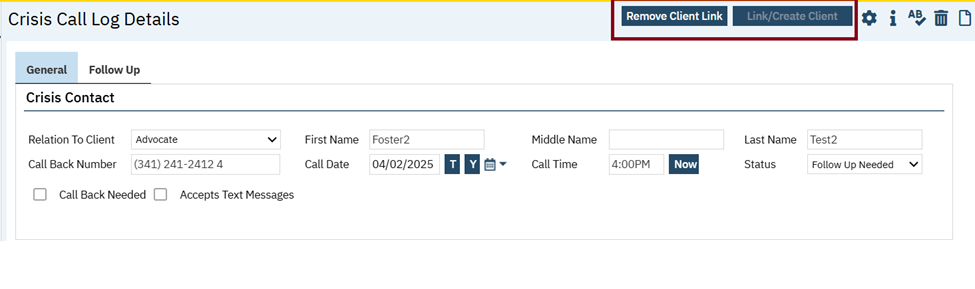 Crisis Call Log Details Remove Client Link Link/Create Client
General Follow Up
Crisis Contact
Relation To Client Advocate First Name Foster2 Middle Name Last Name Test2
Call Back Number (341) 241-2412 4 Call Date 04/02/2025 T Y Call Time 4:00PM Now Status Follow Up Needed
Call Back Needed Accepts Text Messages